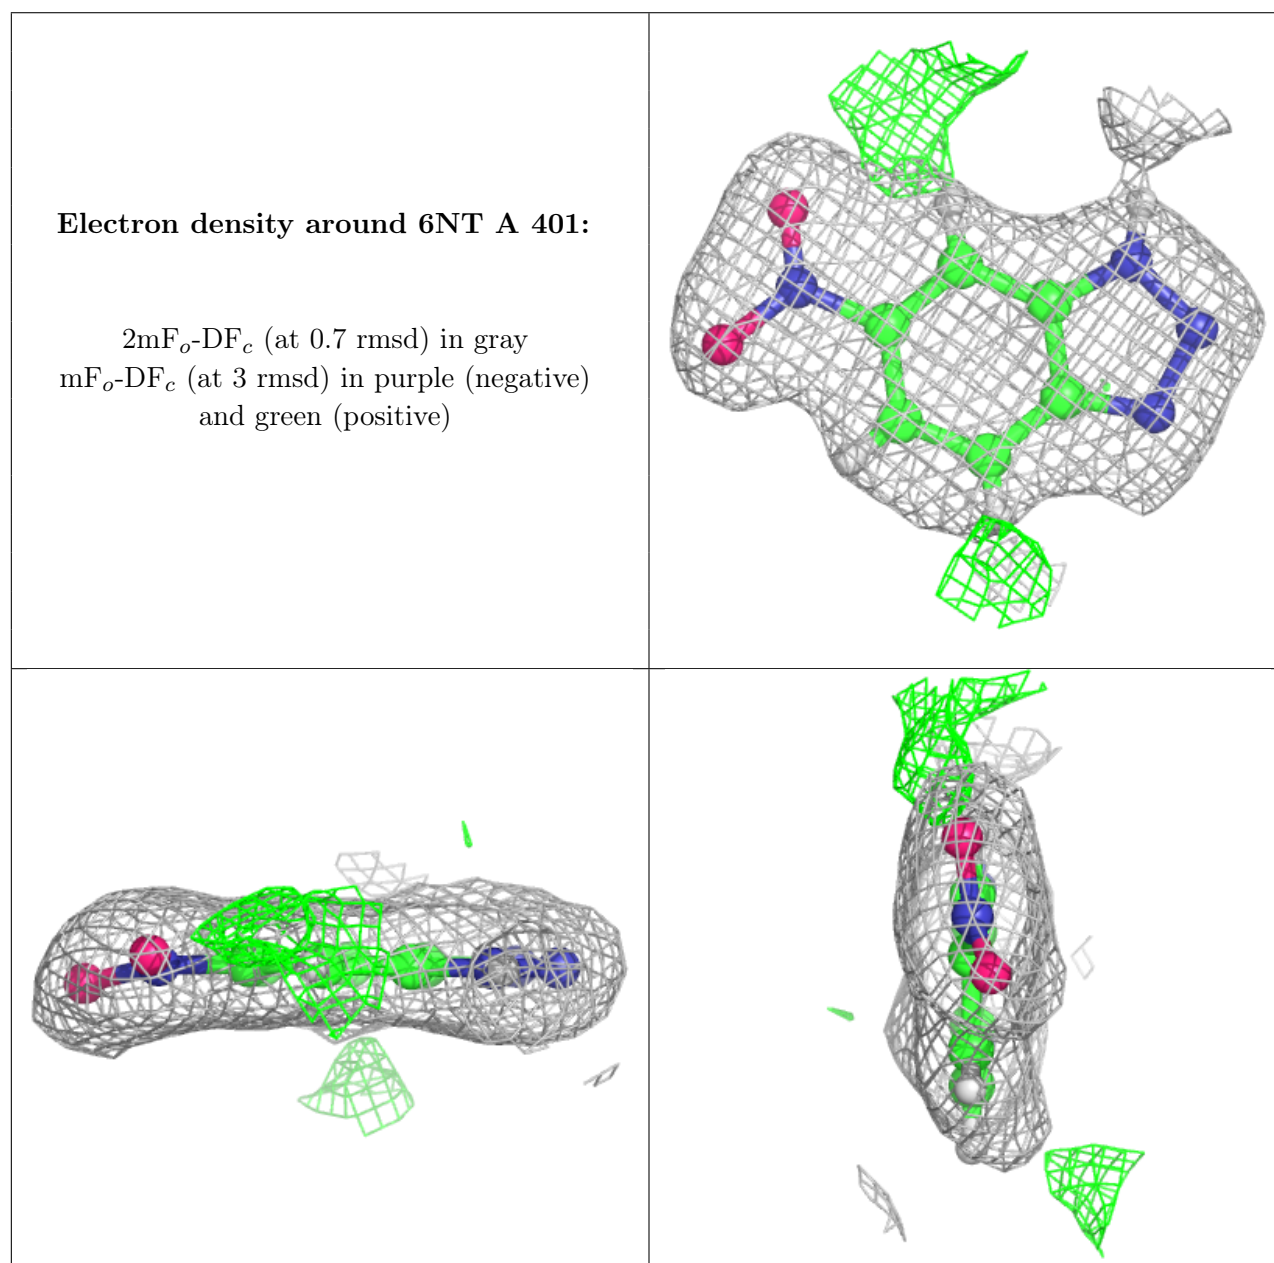 Electron density around 6NT A 401:
2mFₒ-DF𝒸 (at 0.7 rmsd) in gray
mFₒ-DF𝒸 (at 3 rmsd) in purple (negative)
and green (positive)